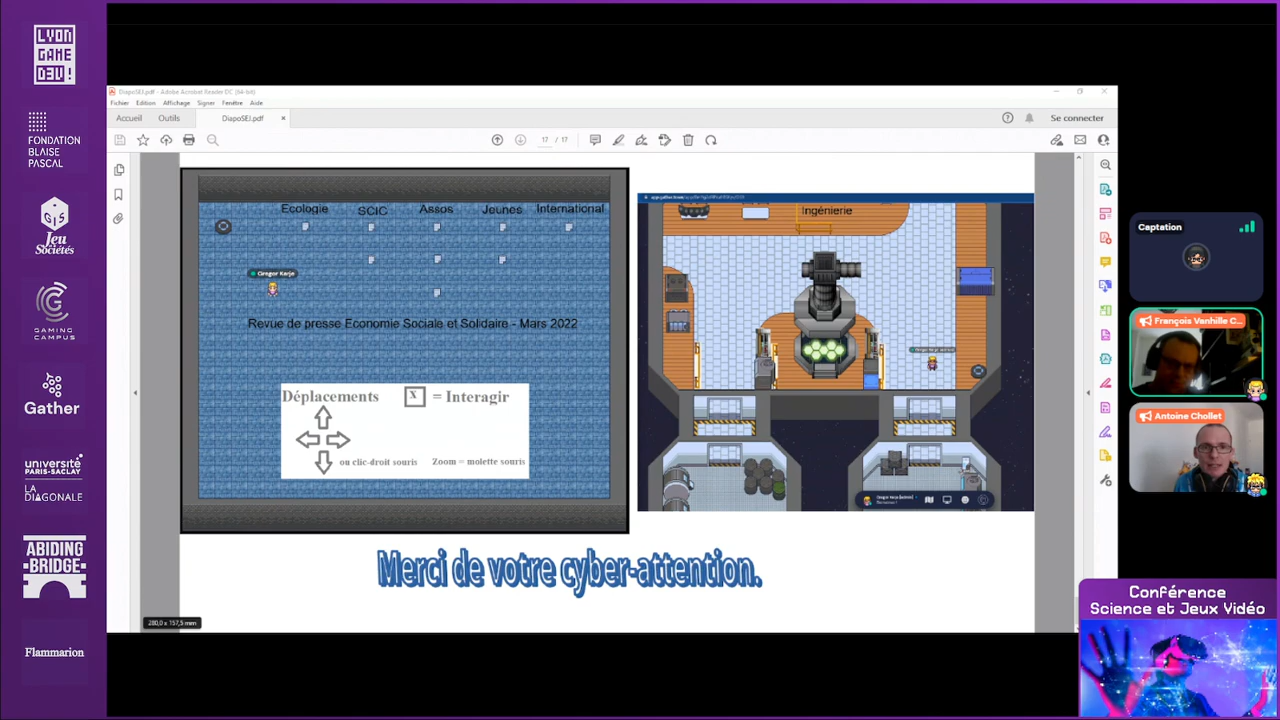 LYON
GAME
D3V!
FONDATION
BLAISE
PASCAL
GIS
Jeu
Sociétés
GAMING
CAMPUS
Gather
université
PARIS-SACLAY
LA
DIAGONALE
ABIDING
BRIDGE
Flammarion
DiapoSEJ.pdf - Adobe Acrobat Reader DC (64-bit)
Fichier Edition Affichage Signer Fenêtre Aide
Accueil Outils DiapoSEJ.pdf × Se connecter
17 / 17
Ecologie SCIC Assos Jeunes International
Gregor Karje
Revue de presse Economie Sociale et Solidaire - Mars 2022
Déplacements x = Interagir
ou clic-droit souris Zoom = molette souris
Ingénierie
Merci de votre cyber-attention.
280,0 x 157,5 mm
Captation
François Vanhille C...
Antoine Chollet
Conférence
Science et Jeux Vidéo